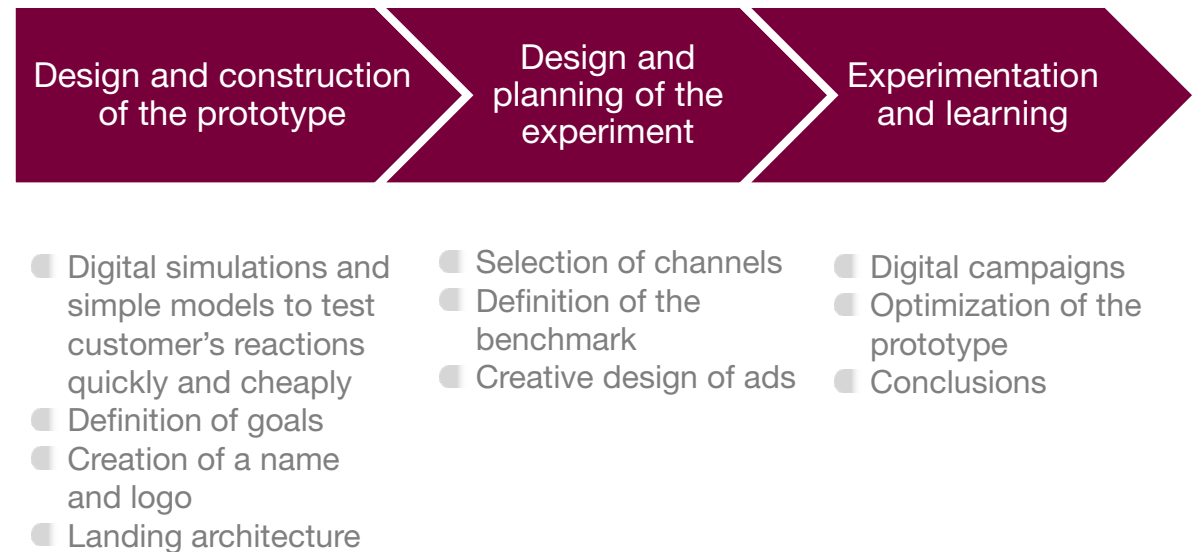 Design and construction
of the prototype
Design and
planning of the
experiment
Experimentation
and learning
Digital simulations and
simple models to test
customer’s reactions
quickly and cheaply
Definition of goals
Creation of a name
and logo
Landing architecture
Selection of channels
Definition of the
benchmark
Creative design of ads
Digital campaigns
Optimization of the
prototype
Conclusions